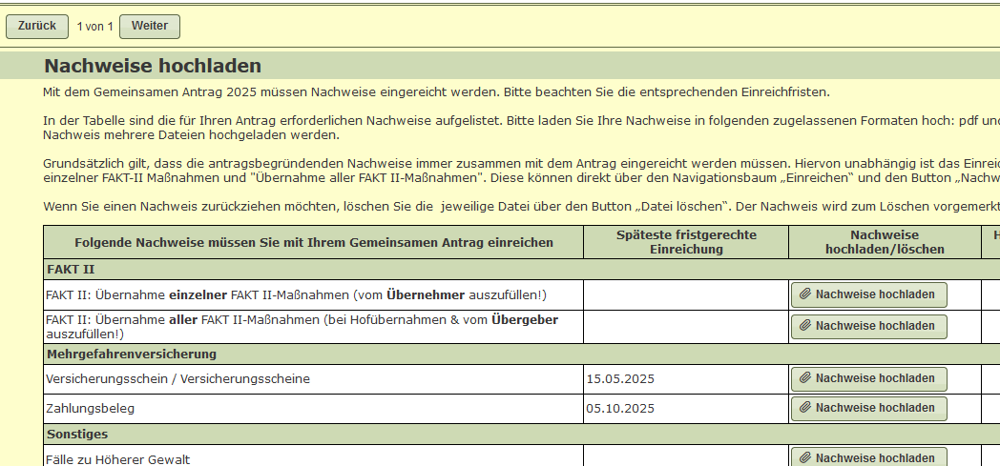 Zurück 1 von 1 Weiter
Nachweise hochladen
Mit dem Gemeinsamen Antrag 2025 müssen Nachweise eingereicht werden. Bitte beachten Sie die entsprechenden Einreichfristen.
In der Tabelle sind die für Ihren Antrag erforderlichen Nachweise aufgelistet. Bitte laden Sie Ihre Nachweise in folgenden zugelassenen Formaten hoch: pdf und
Nachweis mehrere Dateien hochgeladen werden.
Grundsätzlich gilt, dass die antragsbegründenden Nachweise immer zusammen mit dem Antrag eingereicht werden müssen. Hiervon unabhängig ist das Einreic
einzelner FAKT-II Maßnahmen und "Übernahme aller FAKT II-Maßnahmen". Diese können direkt über den Navigationsbaum „Einreichen“ und den Button „Nachw
Wenn Sie einen Nachweis zurückziehen möchten, löschen Sie die jeweilige Datei über den Button „Datei löschen“. Der Nachweis wird zum Löschen vorgemerkt
Folgende Nachweise müssen Sie mit Ihrem Gemeinsamen Antrag einreichen
Späteste fristgerechte
Einreichung
Nachweise
hochladen/löschen
H
FAKT II
FAKT II: Übernahme einzelner FAKT II-Maßnahmen (vom Übernehmer auszufüllen!)
Nachweise hochladen
FAKT II: Übernahme aller FAKT II-Maßnahmen (bei Hofübernahmen & vom Übergeber
auszufüllen!)
Nachweise hochladen
Mehrgefahrenversicherung
Versicherungsschein / Versicherungsscheine
15.05.2025
Nachweise hochladen
Zahlungsbeleg
05.10.2025
Nachweise hochladen
Sonstiges
Fälle zu Höherer Gewalt
Nachweise hochladen